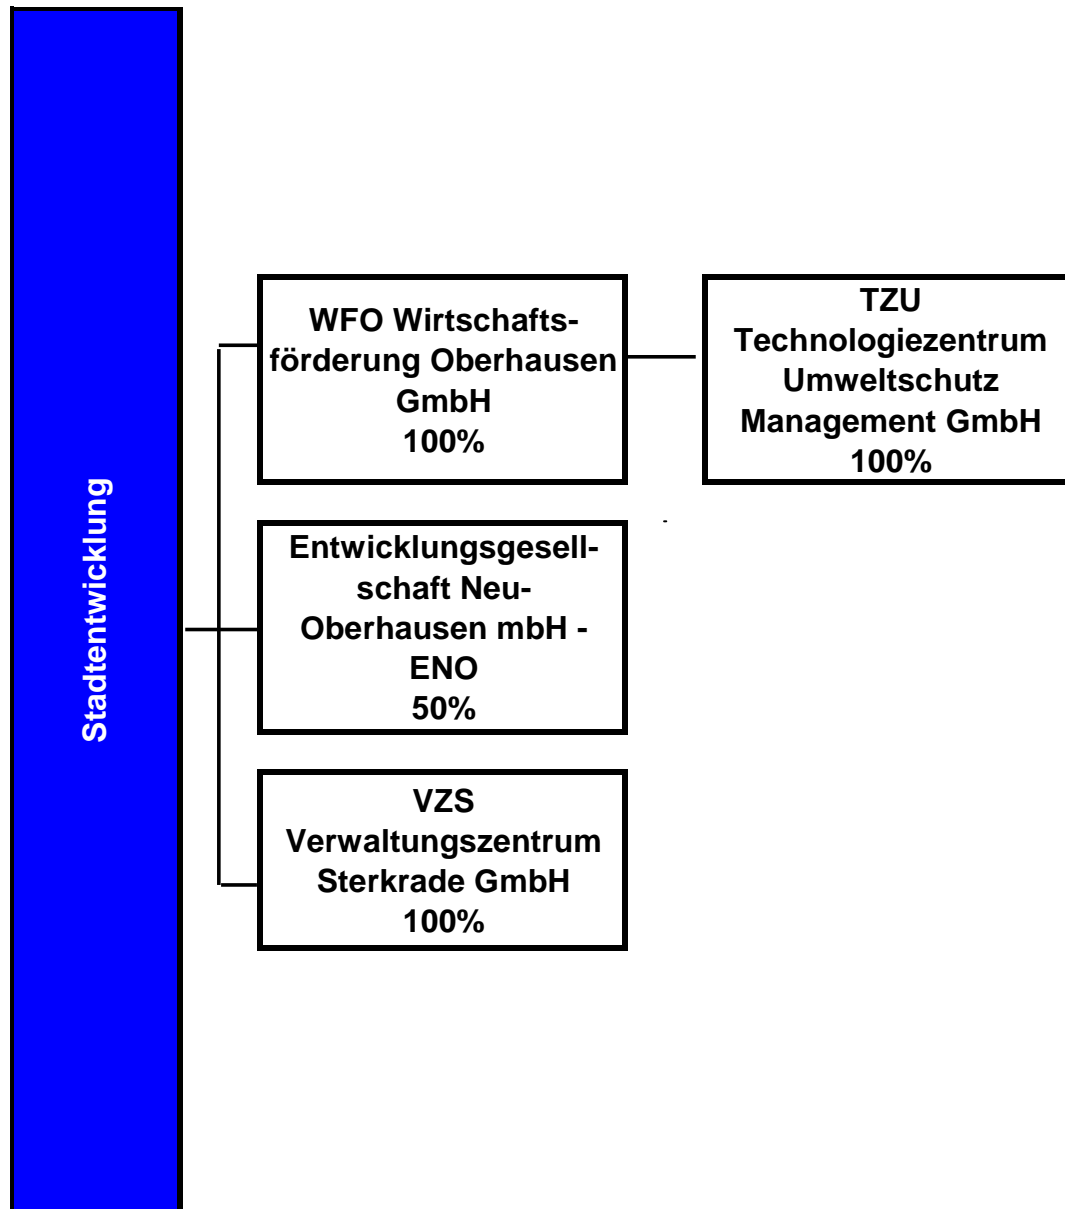 Stadtentwicklung
WFO Wirtschafts-
förderung Oberhausen
GmbH
100%
TZU
Technologiezentrum
Umweltschutz
Management GmbH
100%
Entwicklungsgesell-
schaft Neu-
Oberhausen mbH -
ENO
50%
VZS
Verwaltungszentrum
Sterkrade GmbH
100%